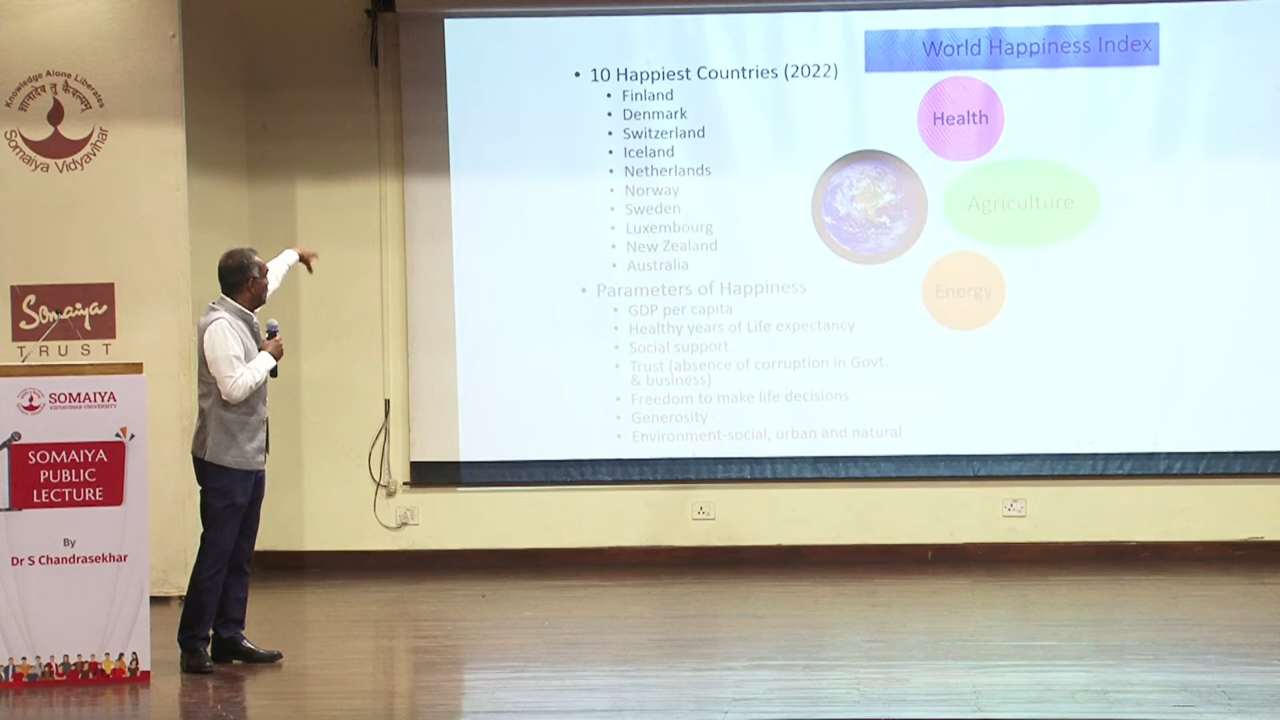 Knowledge Alone Liberates
ज्ञानादेव तु कैवल्यम्
Somaiya Vidyavihar
Somaiya
TRUST
SOMAIYA
VIDYAVIHAR UNIVERSITY
SOMAIYA
PUBLIC
LECTURE
By
Dr S Chandrasekhar
World Happiness Index
• 10 Happiest Countries (2022)
• Finland
• Denmark
• Switzerland
• Iceland
• Netherlands
• Norway
• Sweden
• Luxembourg
• New Zealand
• Australia
• Parameters of Happiness
• GDP per capita
• Healthy years of Life expectancy
• Social support
• Trust (absence of corruption in Govt.
& business)
• Freedom to make life decisions
• Generosity
• Environment-social, urban and natural
Health
Agriculture
Energy